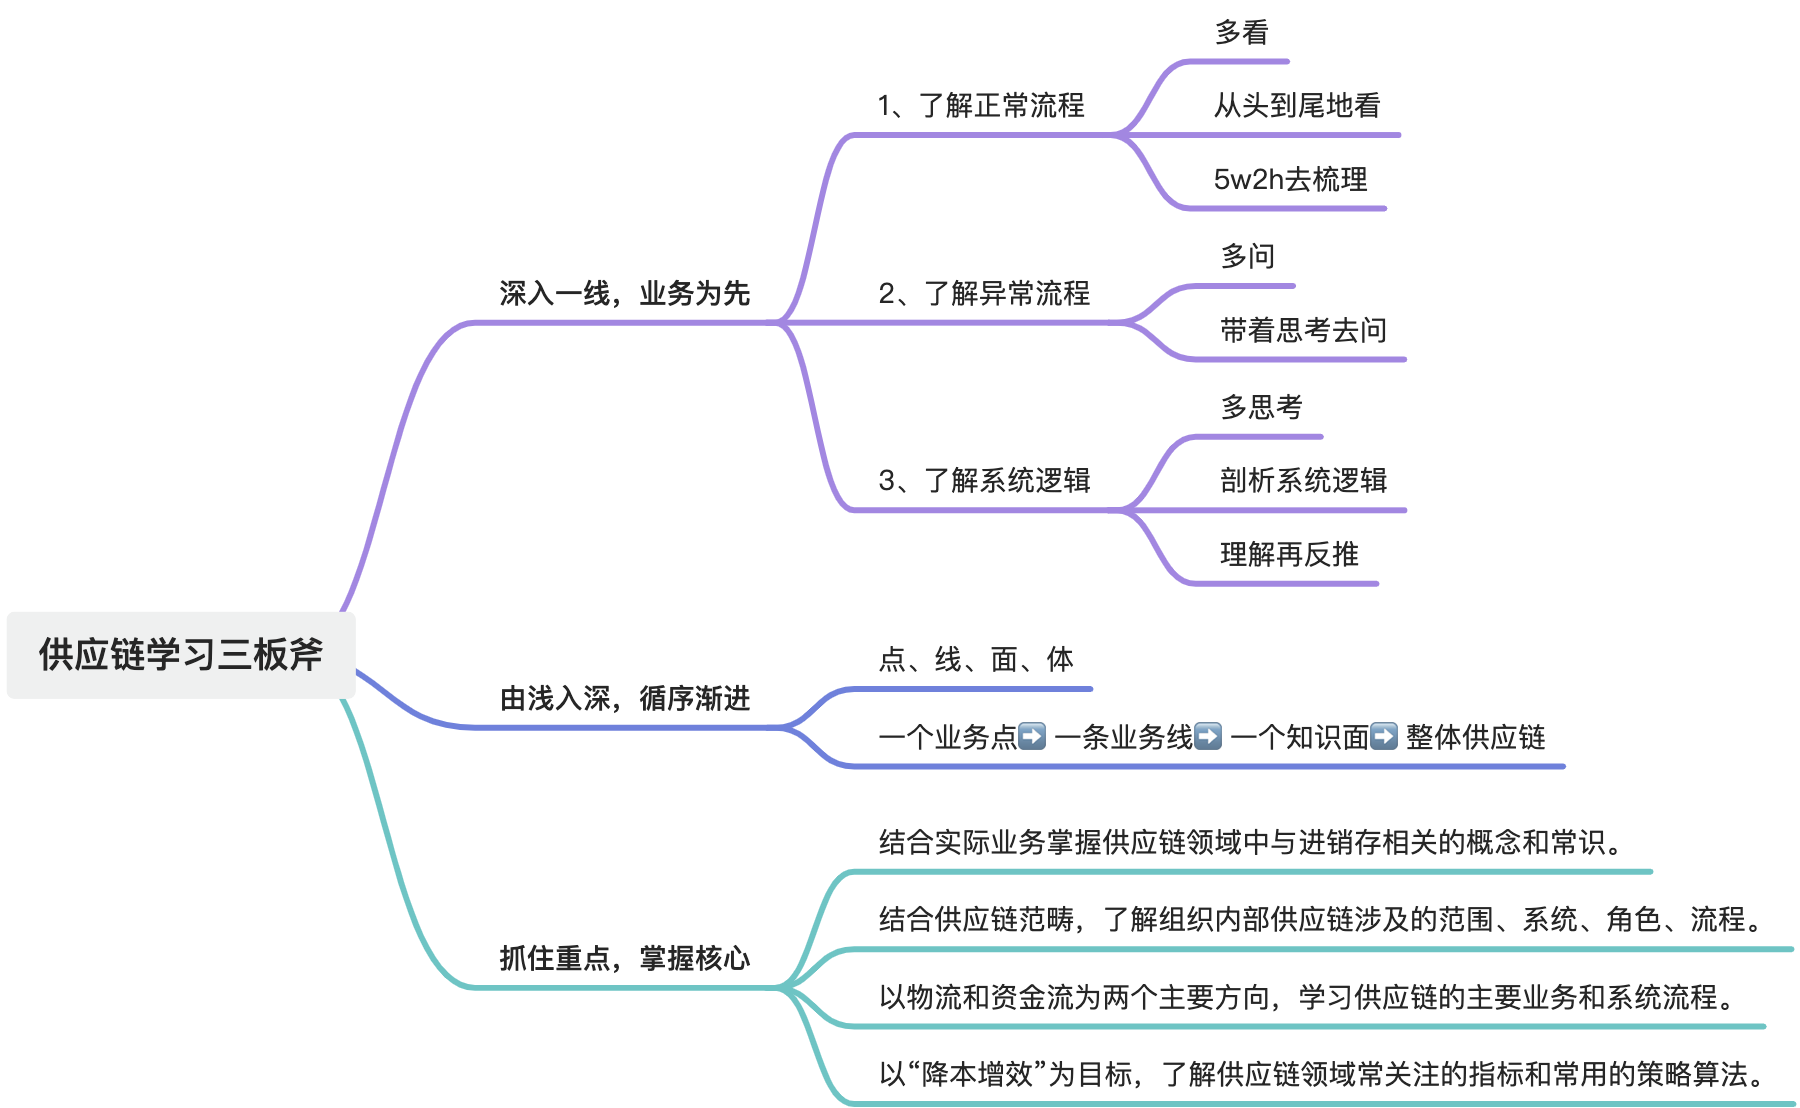 供应链学习三板斧
深入一线，业务为先
1、了解正常流程
多看
从头到尾地看
5w2h去梳理
2、了解异常流程
多问
带着思考去问
3、了解系统逻辑
多思考
剖析系统逻辑
理解再反推
由浅入深，循序渐进
点、线、面、体
一个业务点➡️ 一条业务线➡️ 一个知识面➡️ 整体供应链
抓住重点，掌握核心
结合实际业务掌握供应链领域中与进销存相关的概念和常识。
结合供应链范畴，了解组织内部供应链涉及的范围、系统、角色、流程。
以物流和资金流为两个主要方向，学习供应链的主要业务和系统流程。
以“降本增效”为目标，了解供应链领域常关注的指标和常用的策略算法。